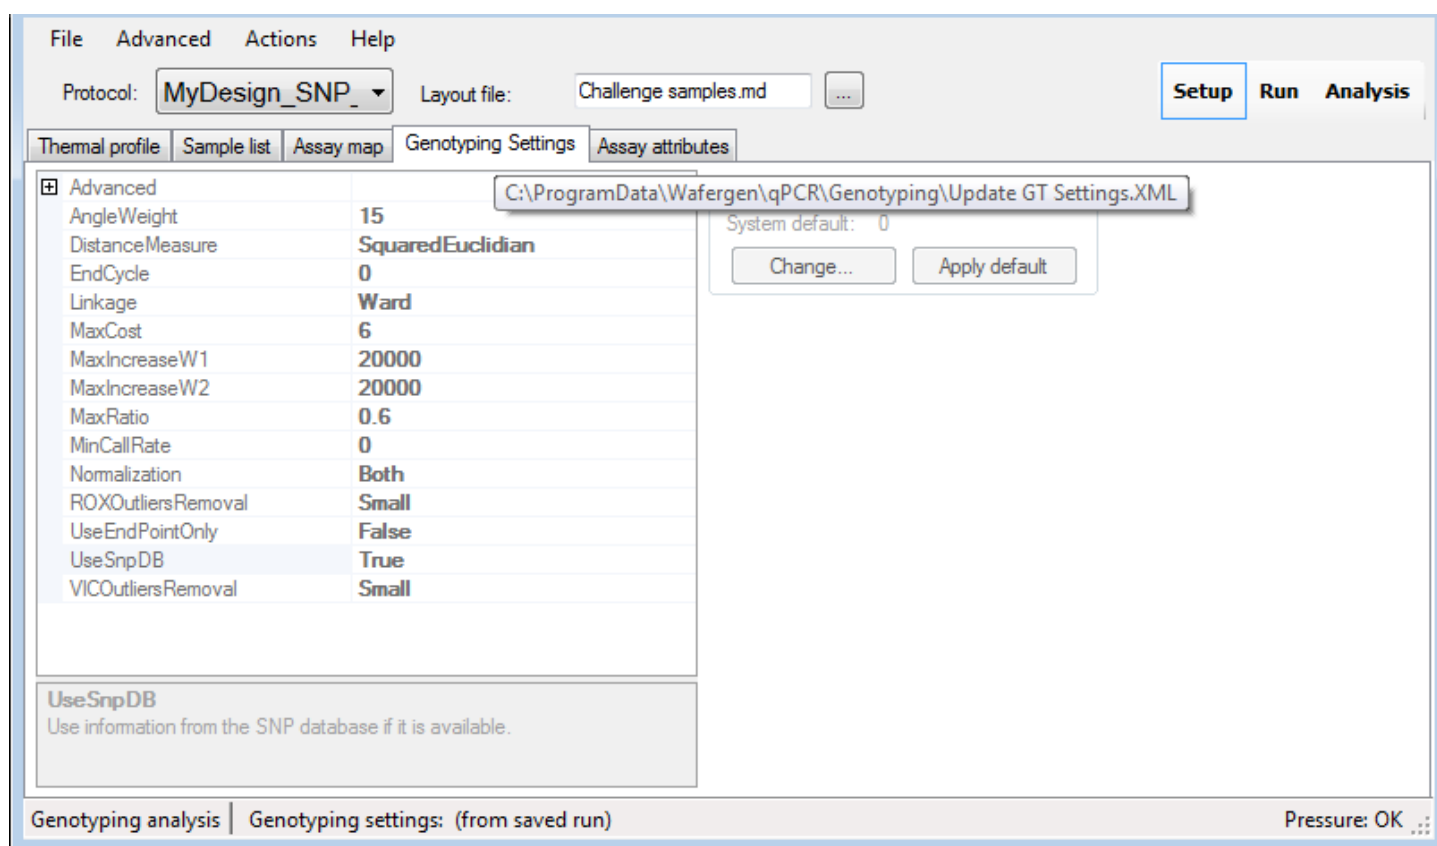 File Advanced Actions Help
Protocol: MyDesign_SNP_ Layout file: Challenge samples.md ... Setup Run Analysis
Thermal profile Sample list Assay map Genotyping Settings Assay attributes
Advanced
C:\ProgramData\Wafergen\qPCR\Genotyping\Update GT Settings.XML
AngleWeight 15
System default: 0
DistanceMeasure SquaredEuclidian
Change... Apply default
EndCycle 0
Linkage Ward
MaxCost 6
MaxIncreaseW1 20000
MaxIncreaseW2 20000
MaxRatio 0.6
MinCallRate 0
Normalization Both
ROXOutliersRemoval Small
UseEndPointOnly False
UseSnpDB True
VICOutliersRemoval Small
UseSnpDB
Use information from the SNP database if it is available.
Genotyping analysis Genotyping settings: (from saved run) Pressure: OK